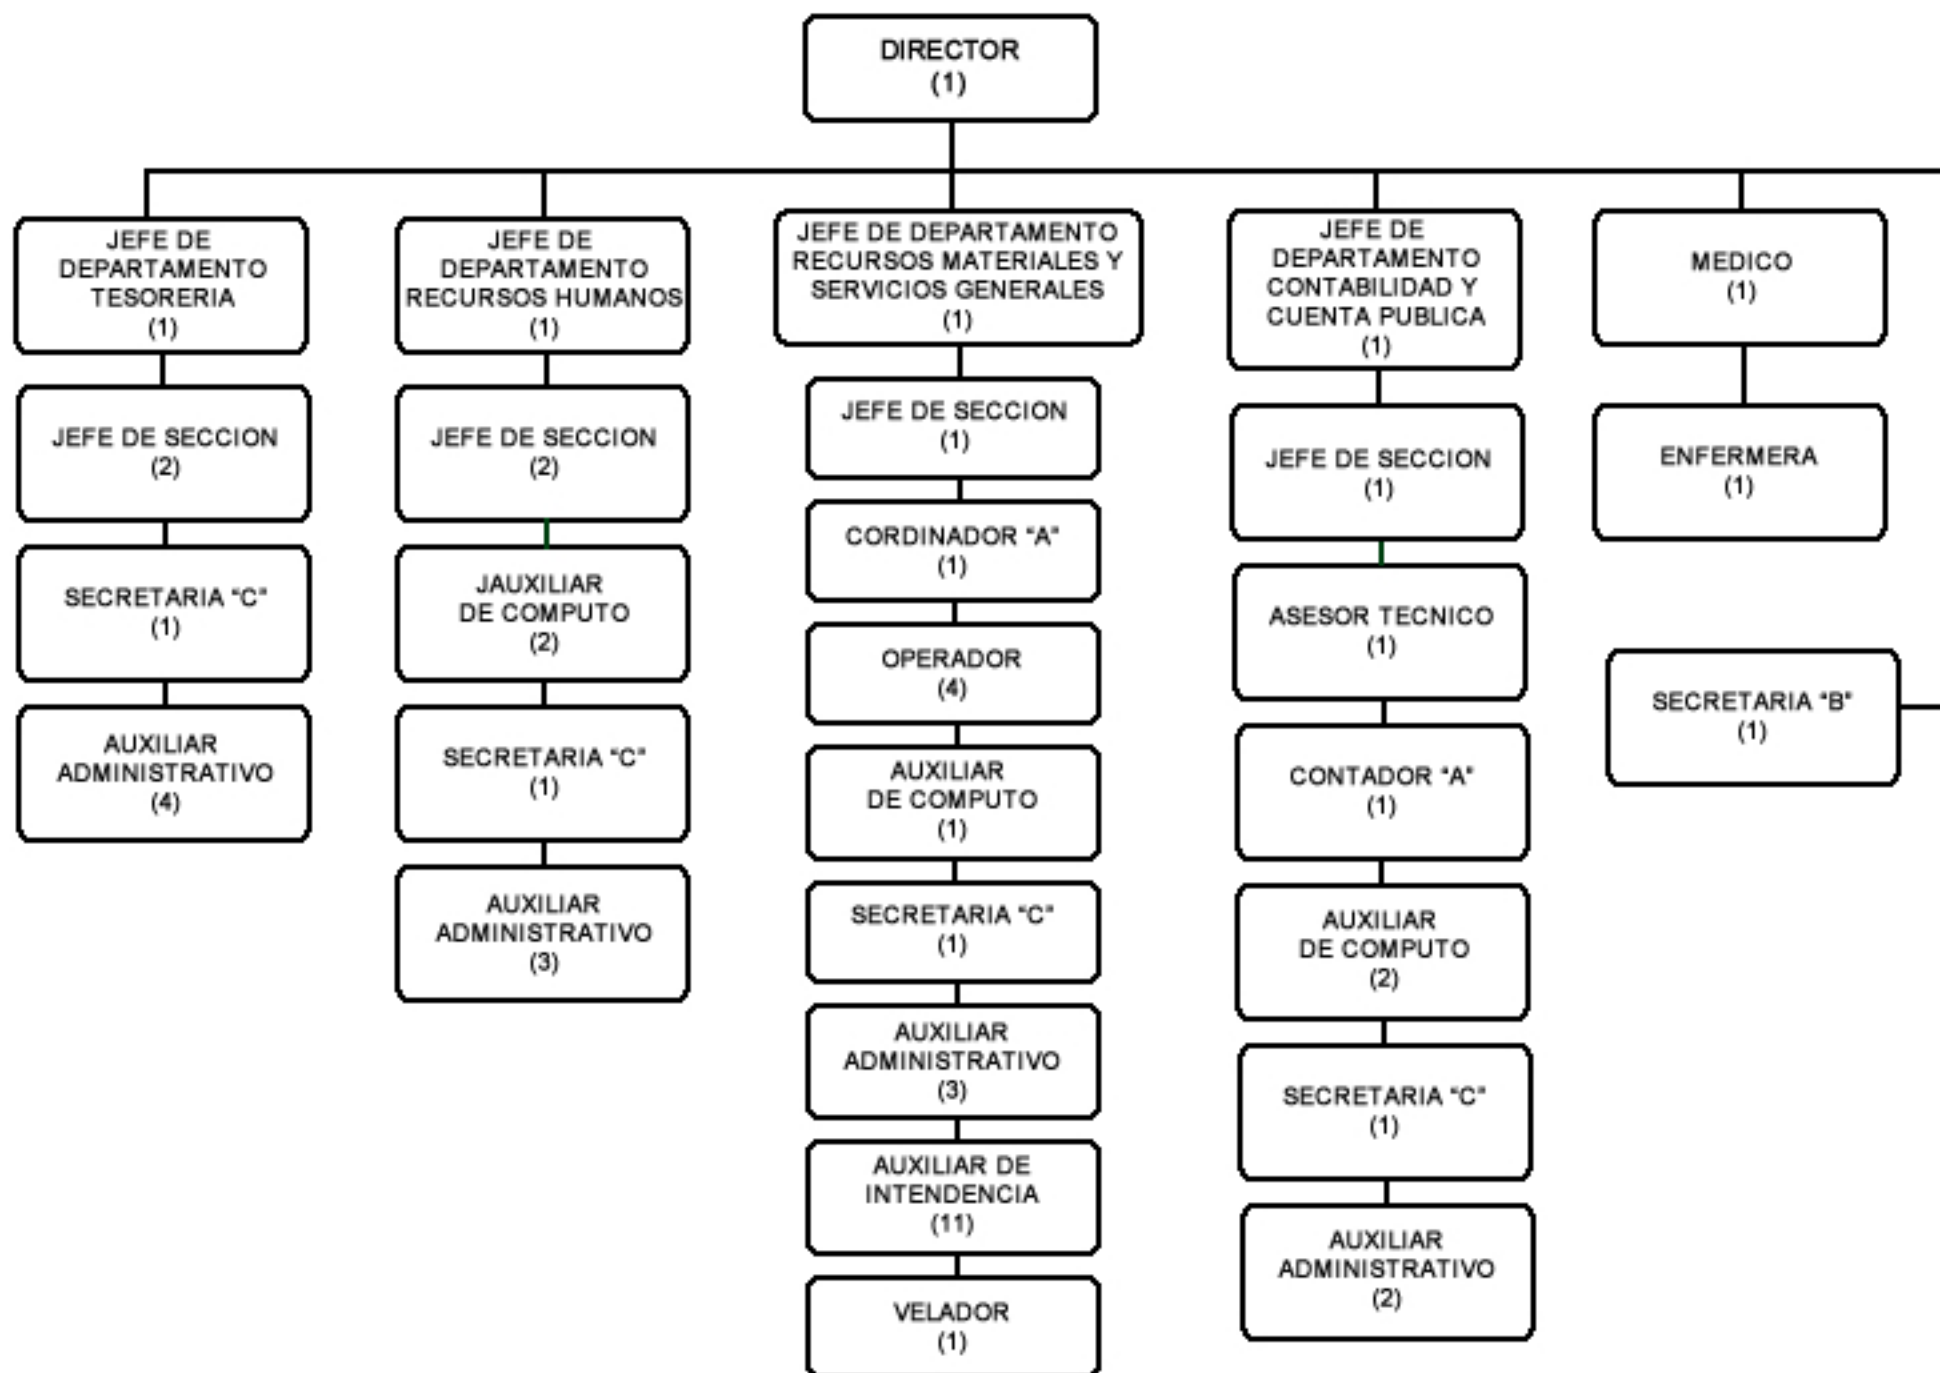 DIRECTOR
(1)
JEFE DE
DEPARTAMENTO
TESORERIA
(1)
JEFE DE SECCION
(2)
SECRETARIA “C”
(1)
AUXILIAR
ADMINISTRATIVO
(4)
JEFE DE
DEPARTAMENTO
RECURSOS HUMANOS
(1)
JEFE DE SECCION
(2)
JAUXILIAR
DE COMPUTO
(2)
SECRETARIA “C”
(1)
AUXILIAR
ADMINISTRATIVO
(3)
JEFE DE DEPARTAMENTO
RECURSOS MATERIALES Y
SERVICIOS GENERALES
(1)
JEFE DE SECCION
(1)
CORDINADOR “A”
(1)
OPERADOR
(4)
AUXILIAR
DE COMPUTO
(1)
SECRETARIA “C”
(1)
AUXILIAR
ADMINISTRATIVO
(3)
AUXILIAR DE
INTENDENCIA
(11)
VELADOR
(1)
JEFE DE
DEPARTAMENTO
CONTABILIDAD Y
CUENTA PUBLICA
(1)
JEFE DE SECCION
(1)
ASESOR TECNICO
(1)
CONTADOR “A”
(1)
AUXILIAR
DE COMPUTO
(2)
SECRETARIA “C”
(1)
AUXILIAR
ADMINISTRATIVO
(2)
MEDICO
(1)
ENFERMERA
(1)
SECRETARIA “B”
(1)